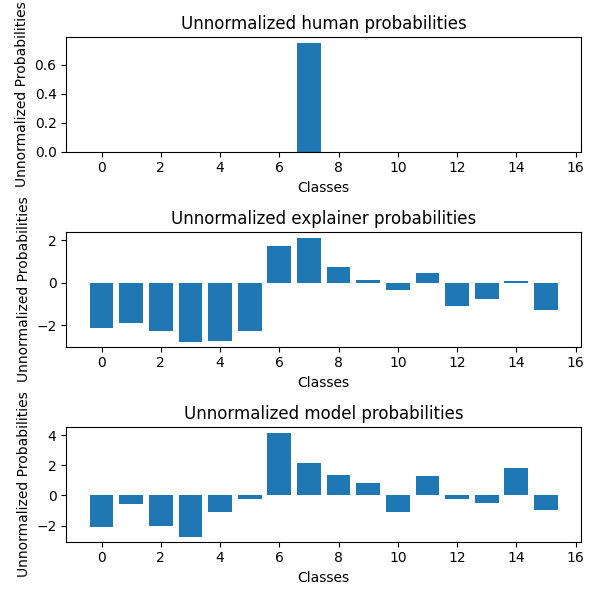 Unnormalized human probabilities
Unnormalized Probabilities
0.6
0.4
0.2
0.0
0 2 4 6 8 10 12 14 16
Classes
Unnormalized explainer probabilities
Unnormalized Probabilities
2
0
−2
0 2 4 6 8 10 12 14 16
Classes
Unnormalized model probabilities
Unnormalized Probabilities
4
2
0
−2
0 2 4 6 8 10 12 14 16
Classes